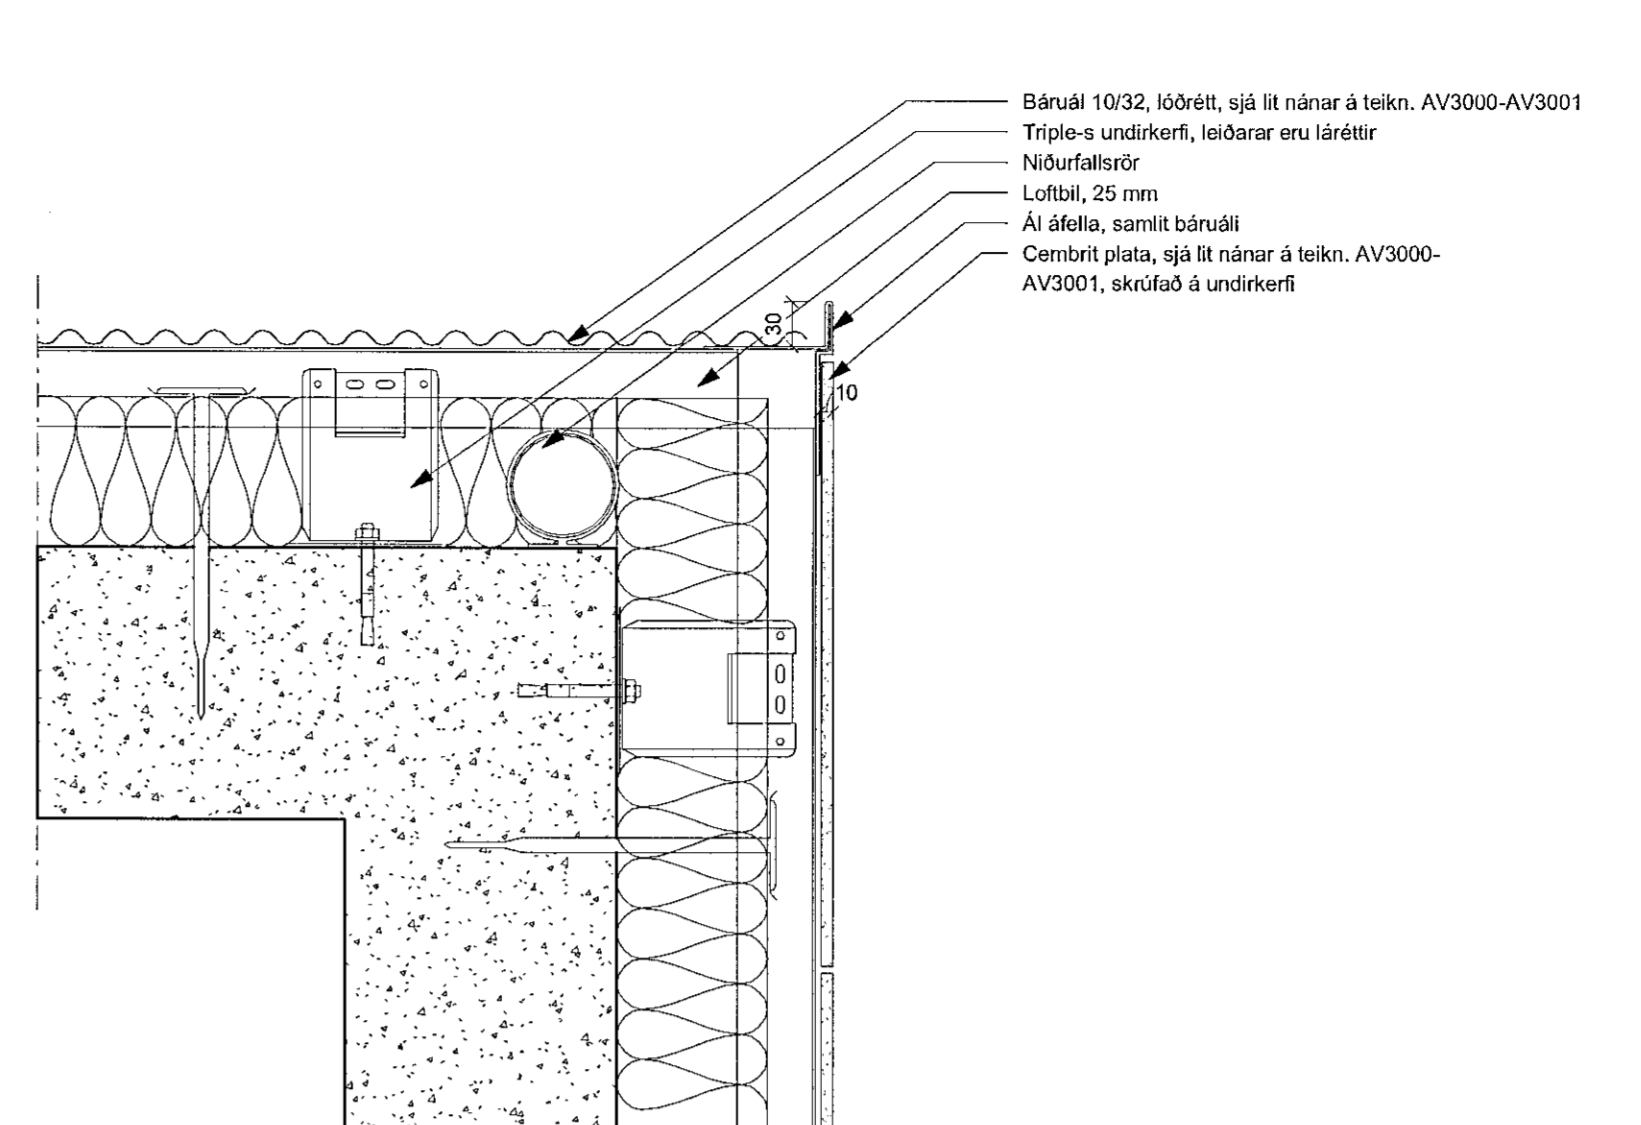 Báruál 10/32, lóðrétt, sjá lit nánar á teikn. AV3000-AV3001
Triple-s undirkerfi, leiðarar eru láréttir
Niðurfallsrör
Loftbil, 25 mm
Ál áfella, samlit báruáli
Cembrit plata, sjá lit nánar á teikn. AV3000-
AV3001, skrúfað á undirkerfi
30
10